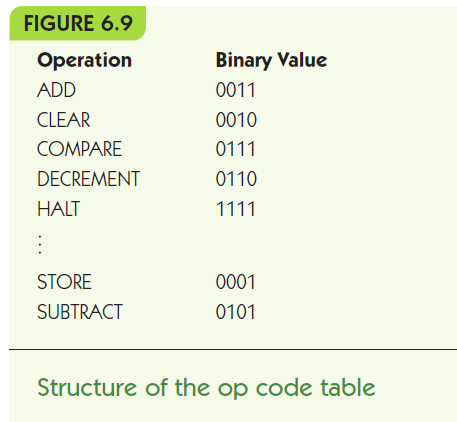 FIGURE 6.9
Operation Binary Value
ADD 0011
CLEAR 0010
COMPARE 0111
DECREMENT 0110
HALT 1111
⋮
STORE 0001
SUBTRACT 0101
Structure of the op code table